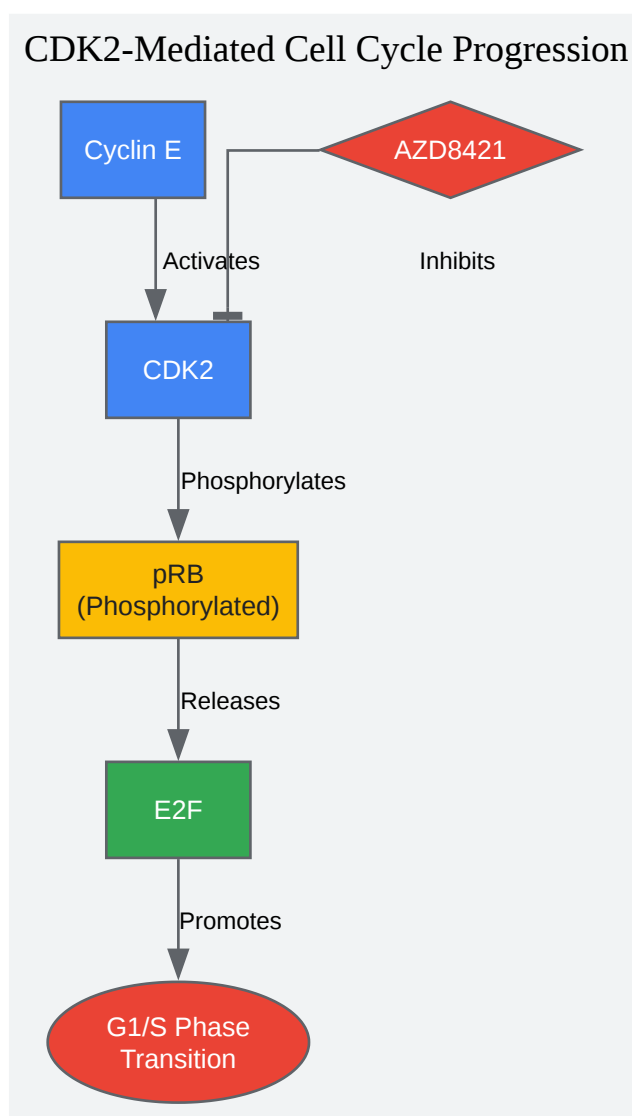 CDK2-Mediated Cell Cycle Progression
Cyclin E
AZD8421
Activates
Inhibits
CDK2
Phosphorylates
pRB
(Phosphorylated)
Releases
E2F
Promotes
G1/S Phase
Transition